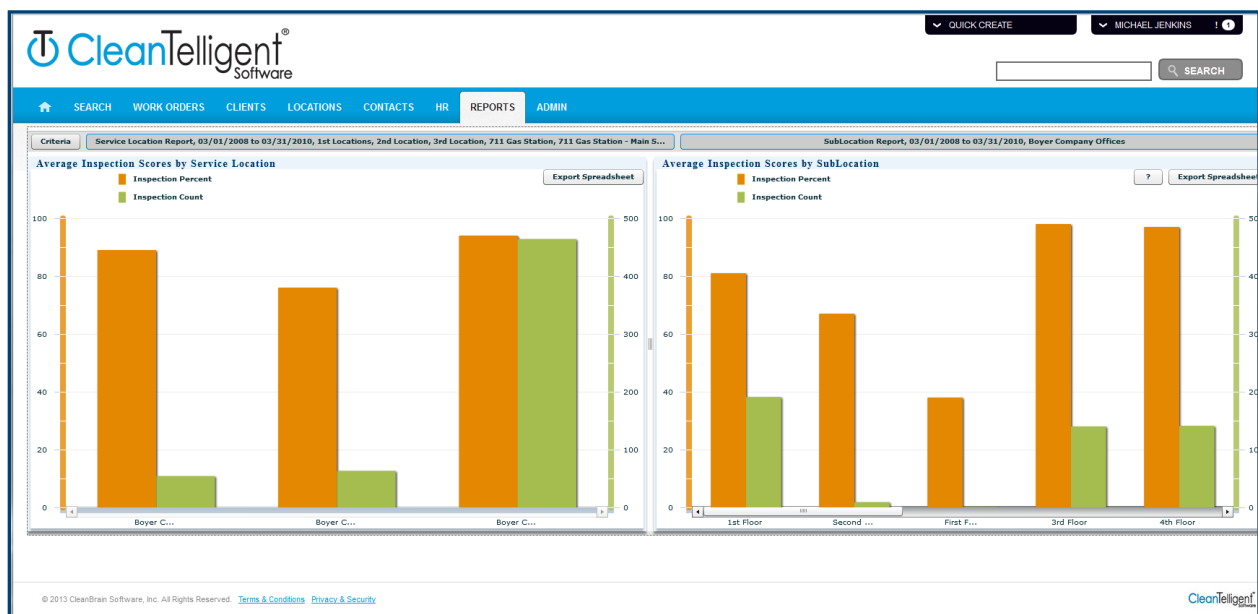 QUICK CREATE
MICHAEL JENKINS ! 1
CleanTelligent®
Software
SEARCH
SEARCH WORK ORDERS CLIENTS LOCATIONS CONTACTS HR REPORTS ADMIN
Criteria Service Location Report, 03/01/2008 to 03/31/2010, 1st Locations, 2nd Location, 3rd Location, 711 Gas Station, 711 Gas Station - Main S... SubLocation Report, 03/01/2008 to 03/31/2010, Boyer Company Offices
Average Inspection Scores by Service Location
Inspection Percent
Export Spreadsheet
Inspection Count
100 500
80 400
60 300
40 200
20 100
0 0
Boyer C... Boyer C... Boyer C...
Average Inspection Scores by SubLocation
Inspection Percent
? Export Spreadsheet
Inspection Count
100
80
60
40
20
0 0
1st Floor Second ... First F... 3rd Floor 4th Floor
© 2013 CleanBrain Software, Inc. All Rights Reserved. Terms & Conditions Privacy & Security
CleanTelligent